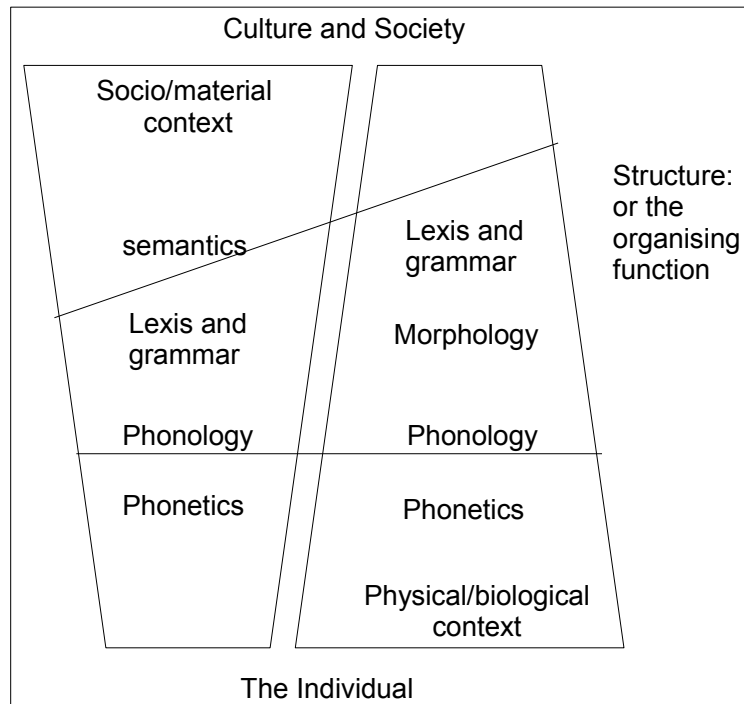 Culture and Society
Socio/material
context
semantics
Lexis and
grammar
Phonology
Phonetics
Lexis and
grammar
Morphology
Phonology
Phonetics
Physical/biological
context
Structure:
or the
organising
function
The Individual